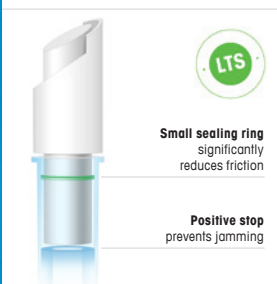 LTS
Small sealing ring
significantly
reduces friction
Positive stop
prevents jamming